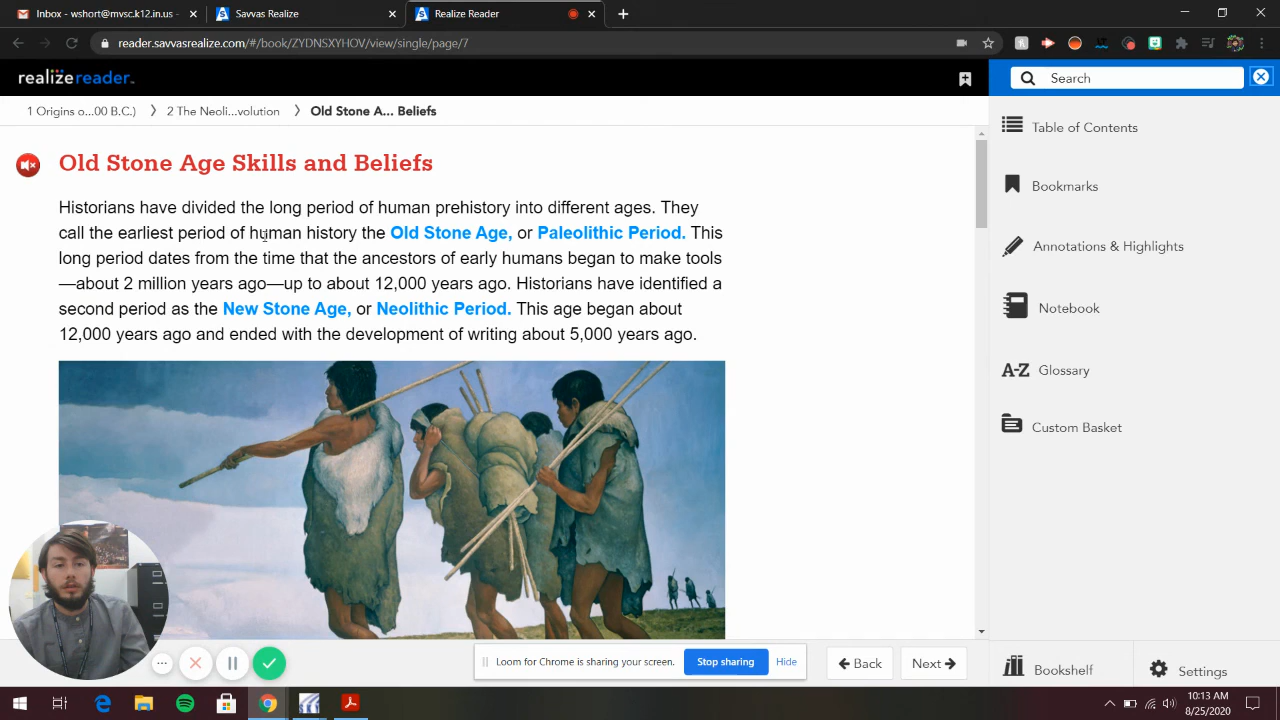 Inbox - wshort@mvsc.k12.in.us
Savvas Realize
Realize Reader
reader.savvasrealize.com/#/book/ZYDNSXYHOV/view/single/page/7
realizereader.
Search
1 Origins o...00 B.C.)
2 The Neoli...volution
Old Stone A... Beliefs
Table of Contents
Bookmarks
Annotations & Highlights
Notebook
A-Z Glossary
Custom Basket
Old Stone Age Skills and Beliefs
Historians have divided the long period of human prehistory into different ages. They
call the earliest period of human history the Old Stone Age, or Paleolithic Period. This
long period dates from the time that the ancestors of early humans began to make tools
—about 2 million years ago—up to about 12,000 years ago. Historians have identified a
second period as the New Stone Age, or Neolithic Period. This age began about
12,000 years ago and ended with the development of writing about 5,000 years ago.
Loom for Chrome is sharing your screen.
Stop sharing
Hide
Back
Next
Bookshelf
Settings
10:13 AM
8/25/2020